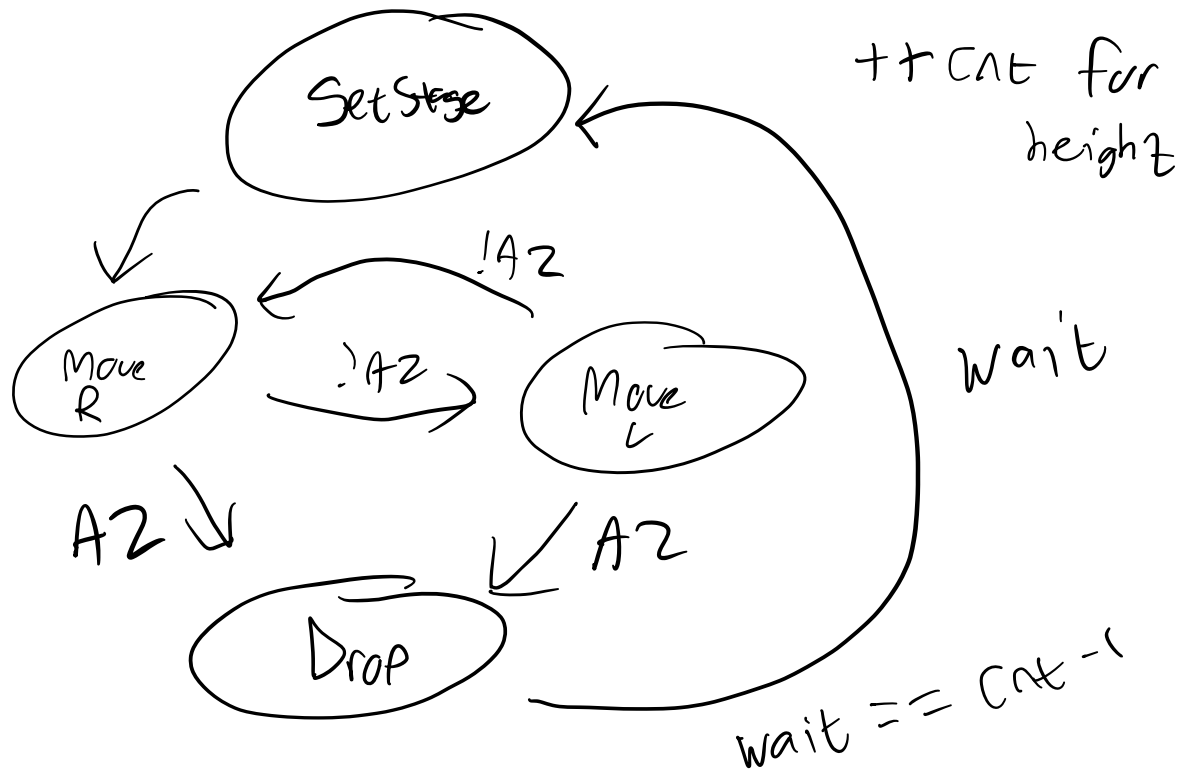 SetStage
++cnt for
height
!A2
Move
R
!A2
Move
L
wait
A2
A2
Drop
wait == cnt-1